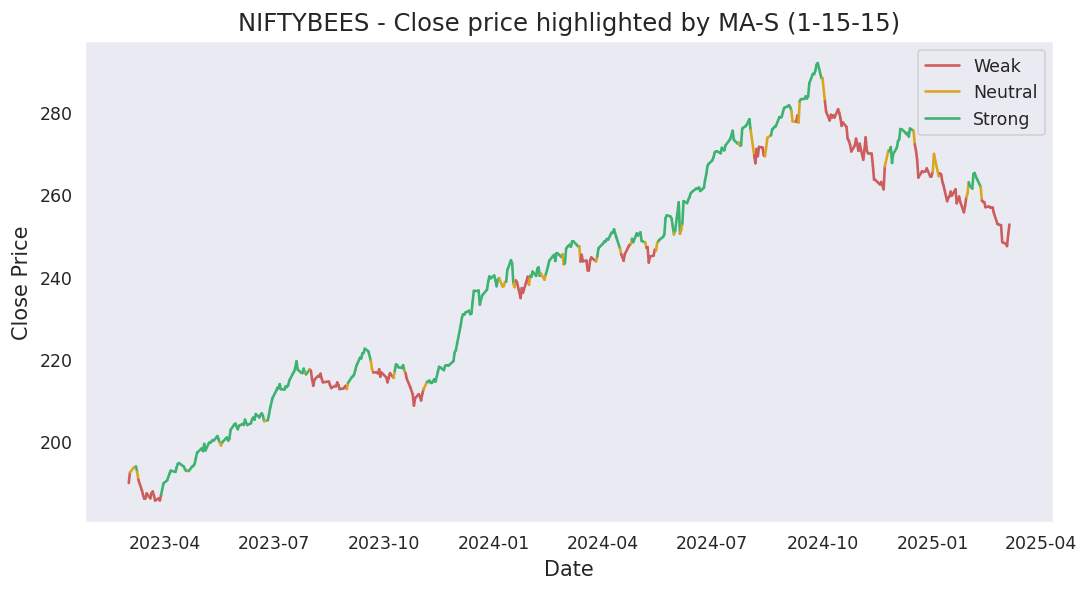 NIFTYBEES - Close price highlighted by MA-S (1-15-15)
Weak
Neutral
Strong
Close Price
280
260
240
220
200
2023-04 2023-07 2023-10 2024-01 2024-04 2024-07 2024-10 2025-01 2025-04
Date